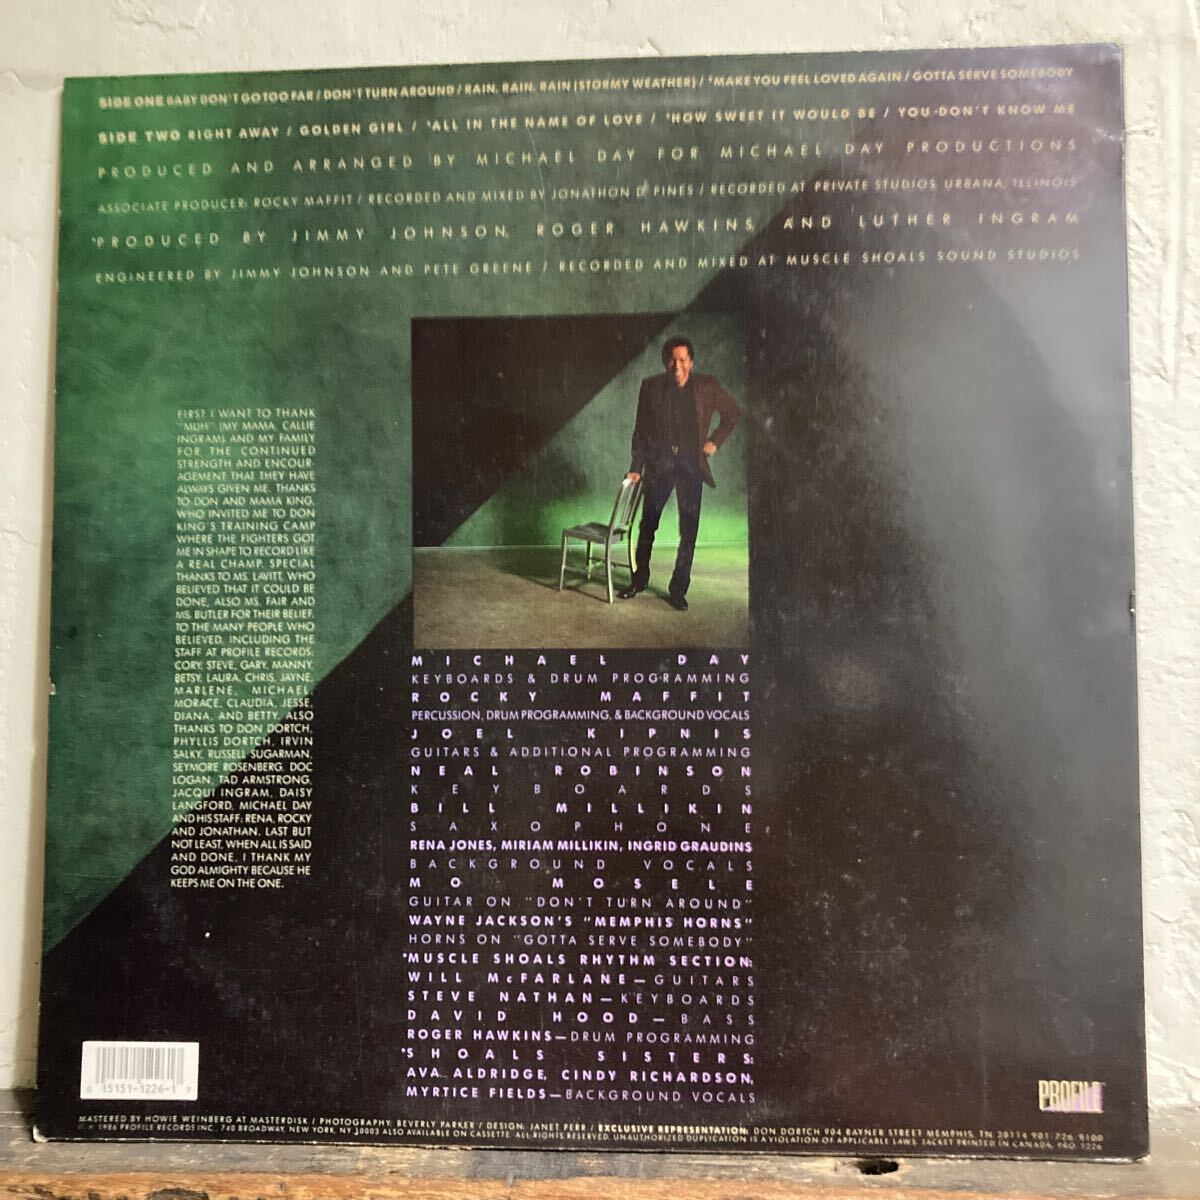 SIDE ONE BABY DON'T GO TOO FAR / DON'T TURN AROUND / RAIN, RAIN, RAIN (STORMY WEATHER) / *MAKE YOU FEEL LOVED AGAIN / GOTTA SERVE SOMEBODY
SIDE TWO RIGHT AWAY / GOLDEN GIRL / *ALL IN THE NAME OF LOVE / *HOW SWEET IT WOULD BE / YOU DON'T KNOW ME
PRODUCED AND ARRANGED BY MICHAEL DAY FOR MICHAEL DAY PRODUCTIONS
ASSOCIATE PRODUCER: ROCKY MAFFIT / RECORDED AND MIXED BY JONATHON D. PINES / RECORDED AT PRIVATE STUDIOS URBANA, ILLINOIS
*PRODUCED BY JIMMY JOHNSON, ROGER HAWKINS, AND LUTHER INGRAM
ENGINEERED BY JIMMY JOHNSON AND PETE GREENE / RECORDED AND MIXED AT MUSCLE SHOALS SOUND STUDIOS
FIRST I WANT TO THANK
"MUH" (MY MAMA, CALLIE
INGRAM) AND MY FAMILY
FOR THE CONTINUED
STRENGTH AND ENCOUR-
AGEMENT THAT THEY HAVE
ALWAYS GIVEN ME. THANKS
TO DON AND MAMA KING,
WHO INVITED ME TO DON
KING'S TRAINING CAMP
WHERE THE FIGHTERS GOT
ME IN SHAPE TO RECORD LIKE
A REAL CHAMP. SPECIAL
THANKS TO MS. LAVITT, WHO
BELIEVED THAT IT COULD BE
DONE, ALSO MS. FAIR AND
MS. BUTLER FOR THEIR BELIEF.
TO THE MANY PEOPLE WHO
BELIEVED, INCLUDING THE
STAFF AT PROFILE RECORDS:
CORY, STEVE, GARY, MANNY,
BETSY, LAURA, CHRIS, JAYNE,
MARLENE, MICHAEL,
MORACE, CLAUDIA, JESSE,
DIANA, AND BETTY. ALSO
THANKS TO DON DORTCH,
PHYLLIS DORTCH, IRVIN
SALKY, RUSSELL SUGARMAN,
SEYMORE ROSENBERG, DOC
LOGAN, TAD ARMSTRONG,
JACQUI INGRAM, DAISY
LANGFORD, MICHAEL DAY
AND HIS STAFF: RENA, ROCKY
AND JONATHAN. LAST BUT
NOT LEAST, WHEN ALL IS SAID
AND DONE, I THANK MY
GOD ALMIGHTY BECAUSE HE
KEEPS ME ON THE ONE.
MICHAEL DAY
KEYBOARDS & DRUM PROGRAMMING
ROCKY MAFFIT
PERCUSSION, DRUM PROGRAMMING, & BACKGROUND VOCALS
JOEL KIPNIS
GUITARS & ADDITIONAL PROGRAMMING
NEAL ROBINSON
KEYBOARDS
BILL MILLIKIN
SAXOPHONE
RENA JONES, MIRIAM MILLIKIN, INGRID GRAUDINS
BACKGROUND VOCALS
MO MOSELE
GUITAR ON "DON'T TURN AROUND"
WAYNE JACKSON'S "MEMPHIS HORNS"
HORNS ON "GOTTA SERVE SOMEBODY"
*MUSCLE SHOALS RHYTHM SECTION:
WILL McFARLANE—GUITARS
STEVE NATHAN—KEYBOARDS
DAVID HOOD—BASS
ROGER HAWKINS—DRUM PROGRAMMING
*SHOALS SISTERS:
AVA ALDRIDGE, CINDY RICHARDSON,
MYRTICE FIELDS—BACKGROUND VOCALS
0 15151-1226-1 7
PROFILE
MASTERED BY HOWIE WEINBERG AT MASTERDISK / PHOTOGRAPHY: BEVERLY PARKER / DESIGN: JANET PERR / EXCLUSIVE REPRESENTATION: DON DORTCH 904 RAYNER STREET MEMPHIS, TN 38114 901 726 9100
1986 PROFILE RECORDS INC. 740 BROADWAY, NEW YORK, NY 10003 ALSO AVAILABLE ON CASSETTE. ALL RIGHTS RESERVED. UNAUTHORIZED DUPLICATION IS A VIOLATION OF APPLICABLE LAWS. JACKET PRINTED IN CANADA. PRO 1226